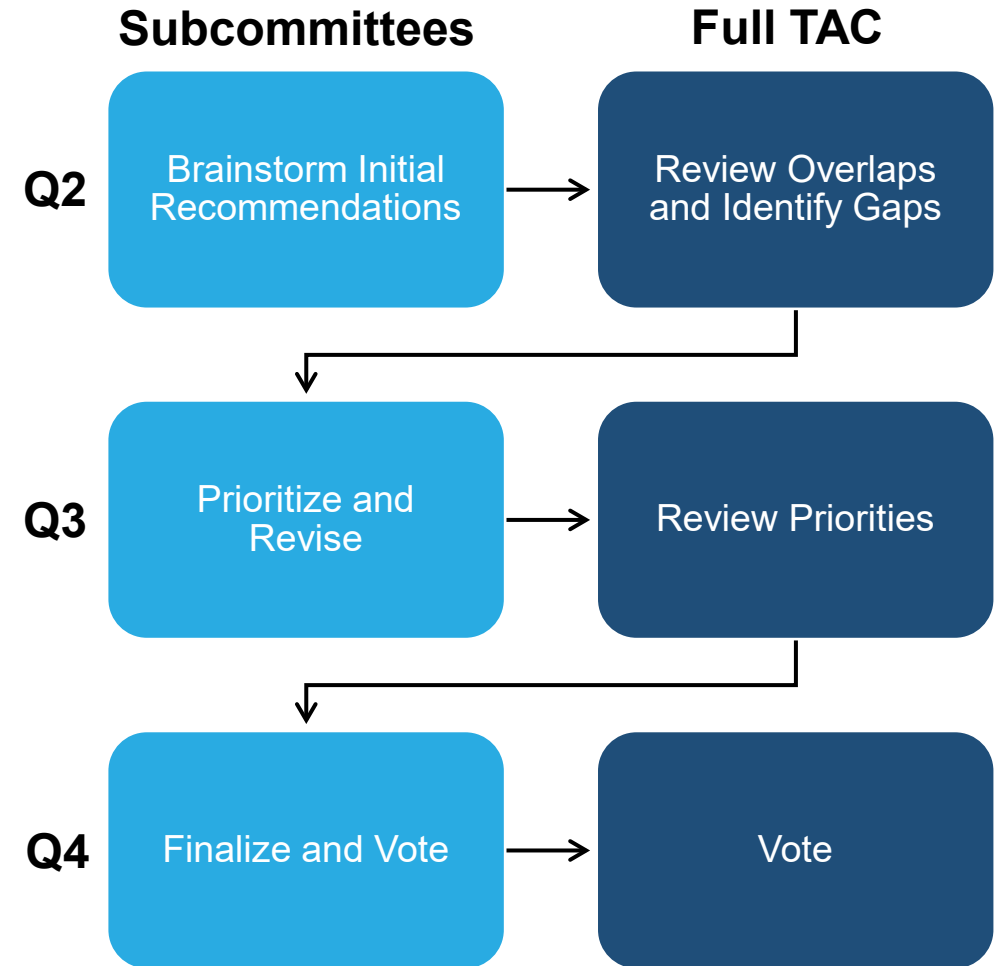 Subcommittees
Full TAC
Q2
Brainstorm Initial
Recommendations
Review Overlaps
and Identify Gaps
Q3
Prioritize and
Revise
Review Priorities
Q4
Finalize and Vote
Vote